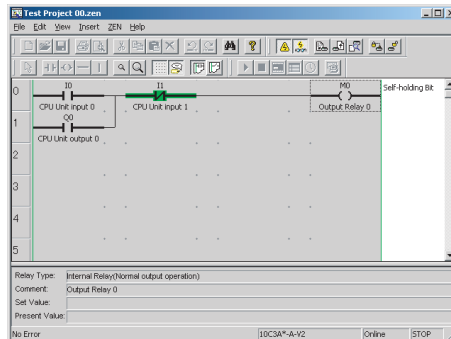 Test Project 00.zen
File Edit View Insert ZEN Help
0 I0 I1 M0 Self-holding Bit
CPU Unit input 0 CPU Unit input 1 Output Relay 0
1 Q0
CPU Unit output 0
2
3
4
5
Relay Type: Internal Relay(Normal output operation)
Comment: Output Relay 0
Set Value:
Present Value:
No Error 10C3A*-A-V2 Online STOP